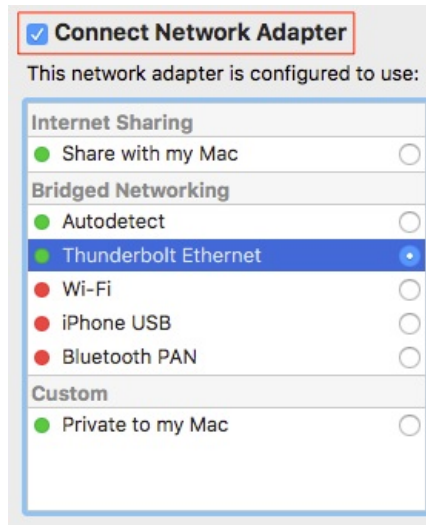 Connect Network Adapter
This network adapter is configured to use:
Internet Sharing
Share with my Mac
Bridged Networking
Autodetect
Thunderbolt Ethernet
Wi-Fi
iPhone USB
Bluetooth PAN
Custom
Private to my Mac